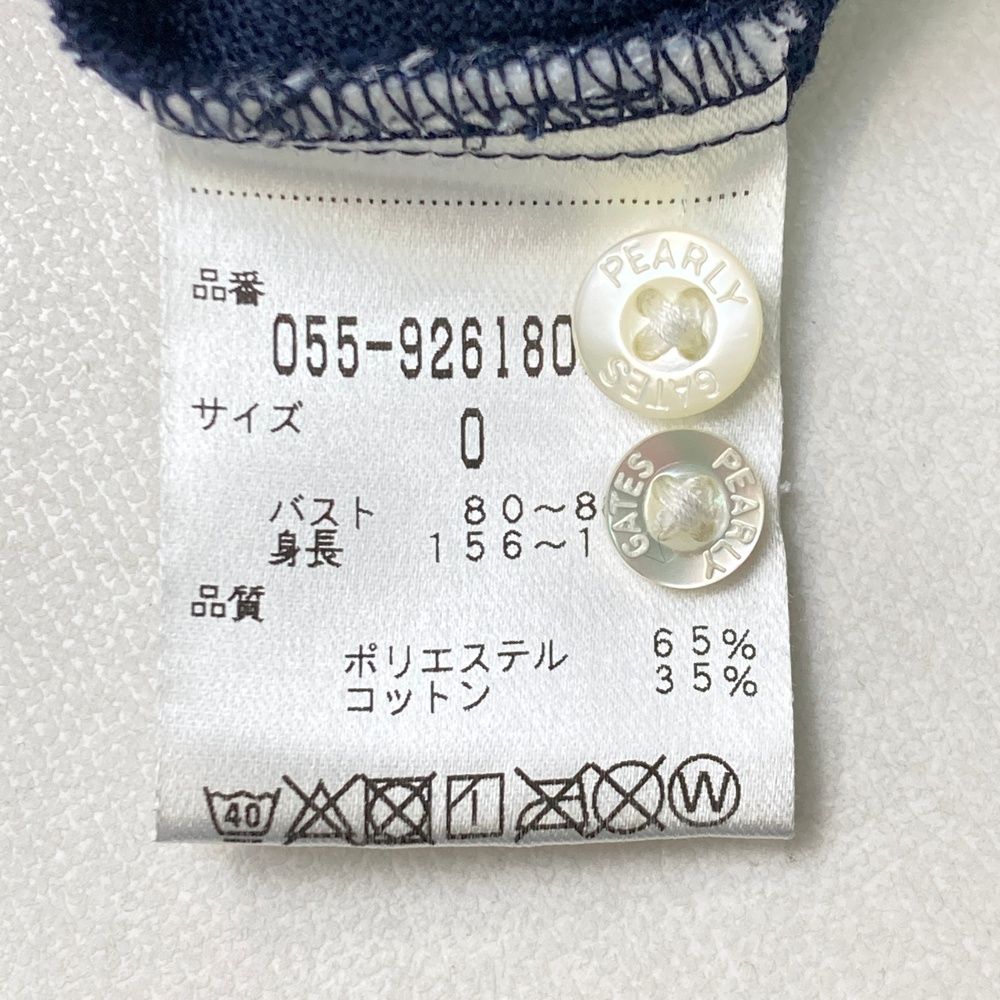 品番
055-926180
サイズ
0
バスト 80～8
身長 156～1
品質
ポリエステル 65%
コットン 35%
40
W
PEARLY GATES
PEARLY GATES